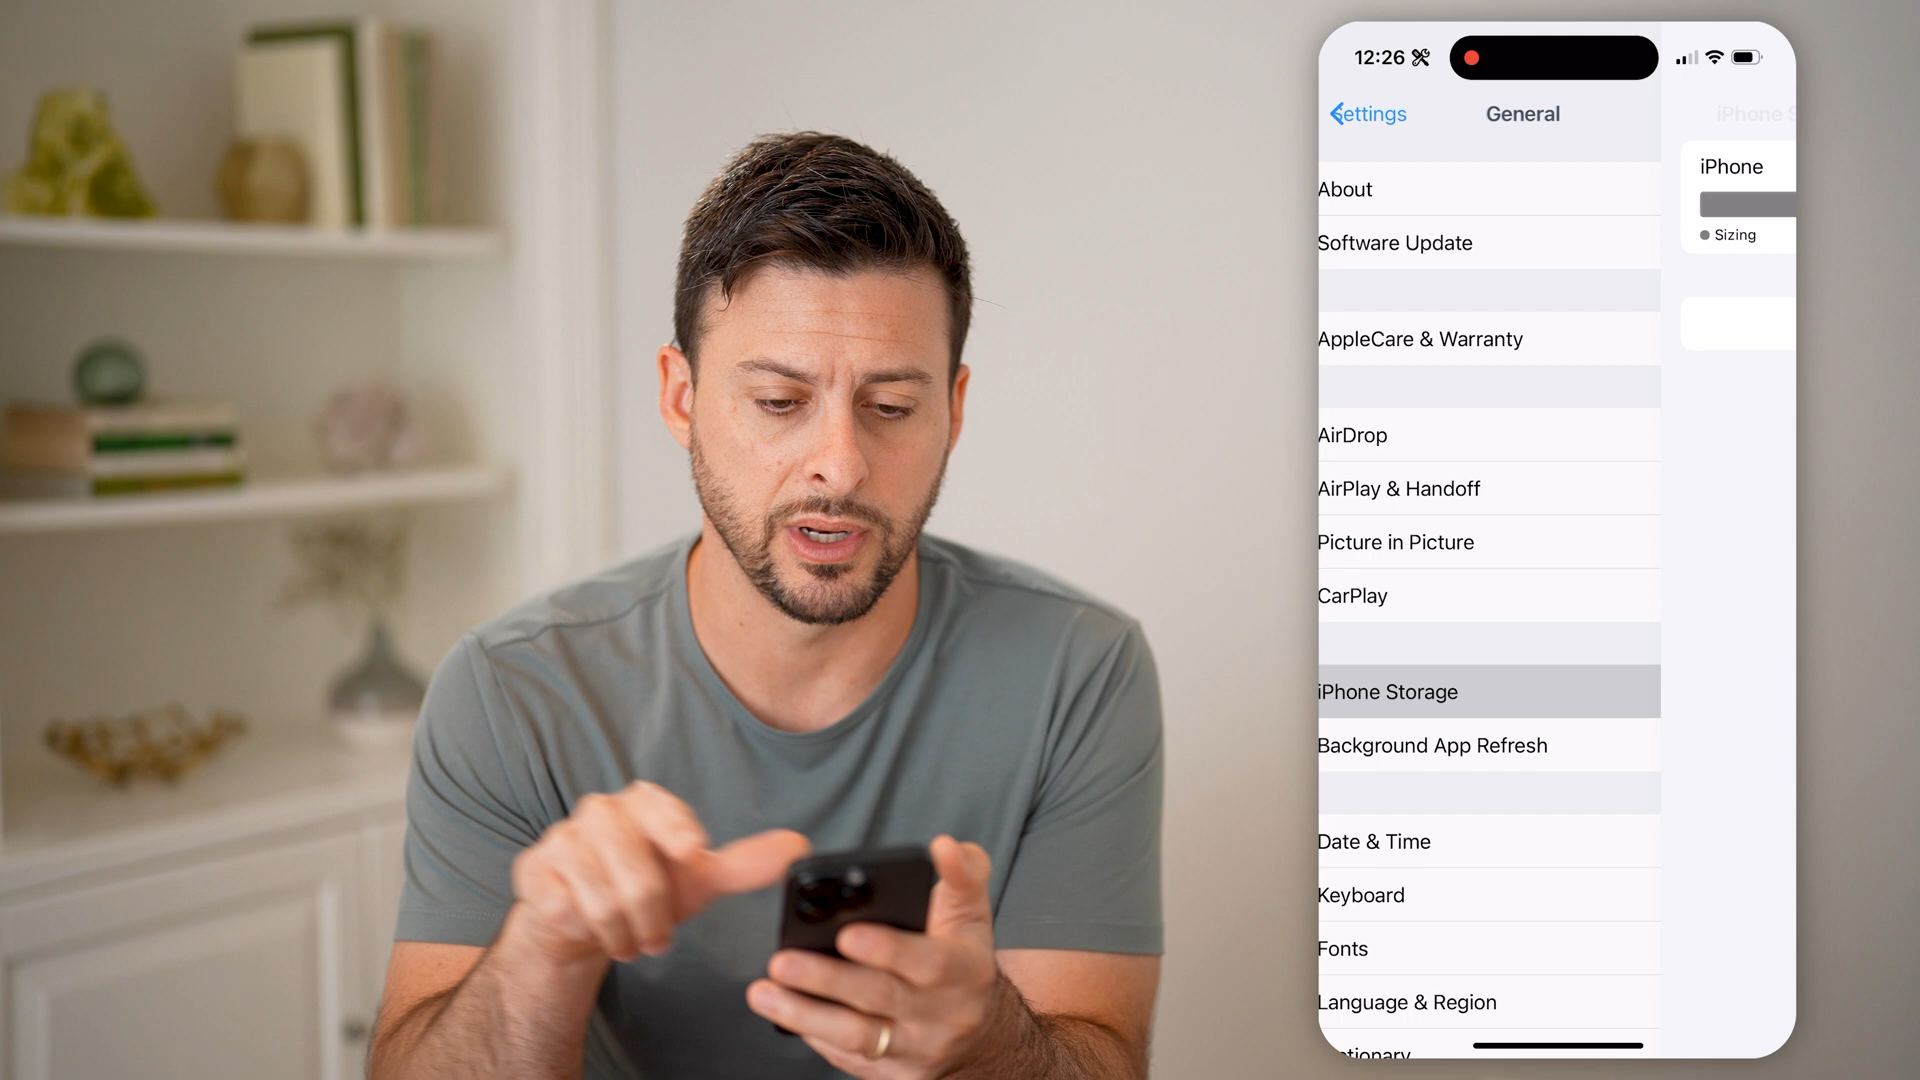 12:26
Settings
General
iPhone S
About
Software Update
AppleCare & Warranty
AirDrop
AirPlay & Handoff
Picture in Picture
CarPlay
iPhone Storage
Background App Refresh
Date & Time
Keyboard
Fonts
Language & Region
iPhone
Sizing